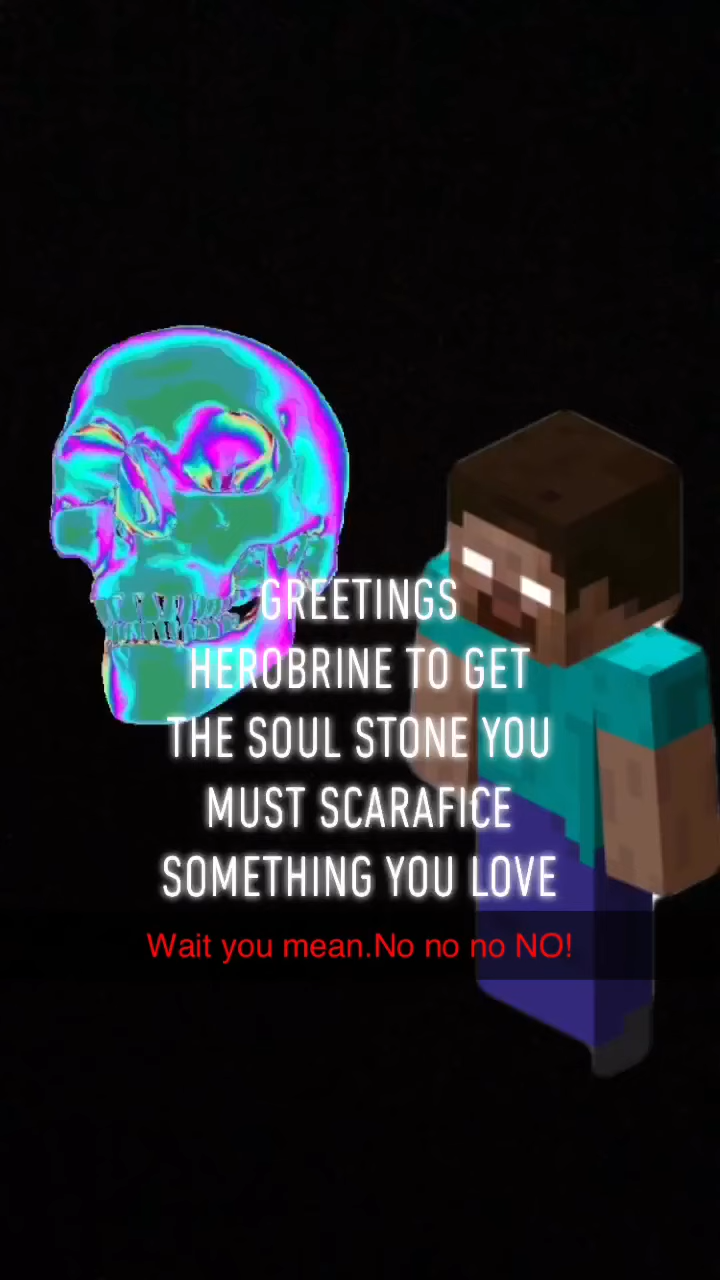 GREETINGS
HEROBRINE TO GET
THE SOUL STONE YOU
MUST SCARAFICE
SOMETHING YOU LOVE
Wait you mean.No no no NO!